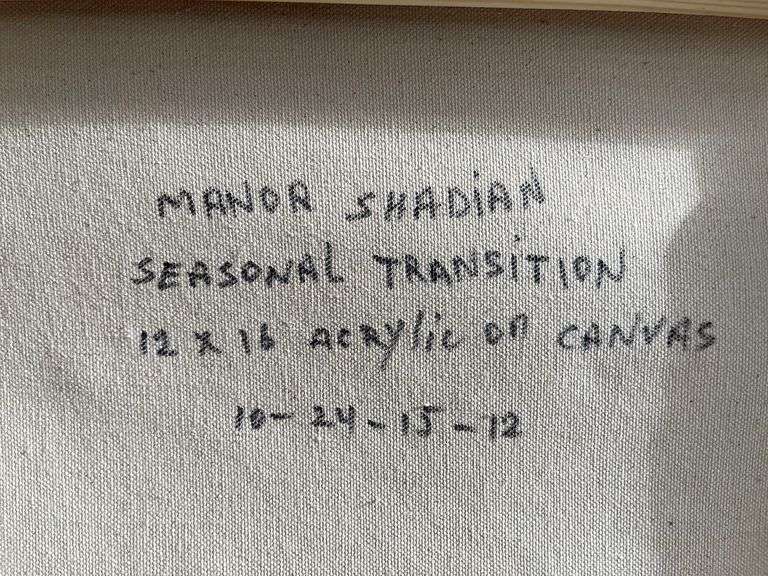 MANOR SHADIAN
SEASONAL TRANSITION
12 x 16 ACRYlic on CANVAS
10-24-15-12